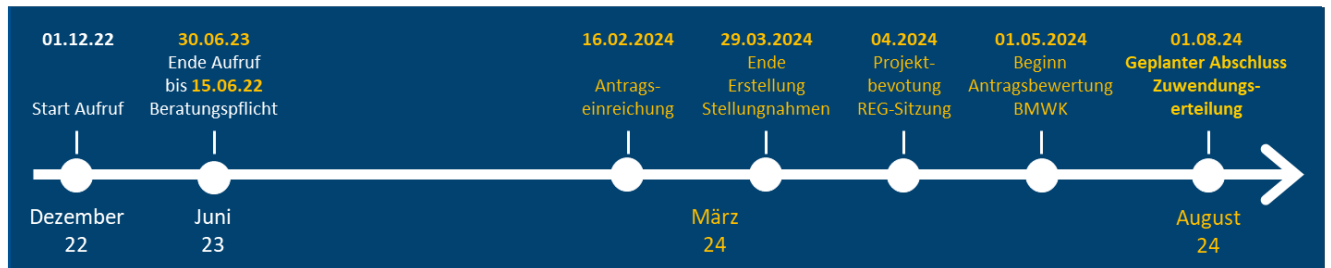 01.12.22
Start Aufruf
30.06.23
Ende Aufruf
bis 15.06.22
Beratungspflicht
16.02.2024
Antrags-
einreichung
29.03.2024
Ende
Erstellung
Stellungnahmen
04.2024
Projekt-
bevotung
REG-Sitzung
01.05.2024
Beginn
Antragsbewertung
BMWK
01.08.24
Geplanter Abschluss
Zuwendungs-
erteilung
Dezember
22
Juni
23
März
24
August
24